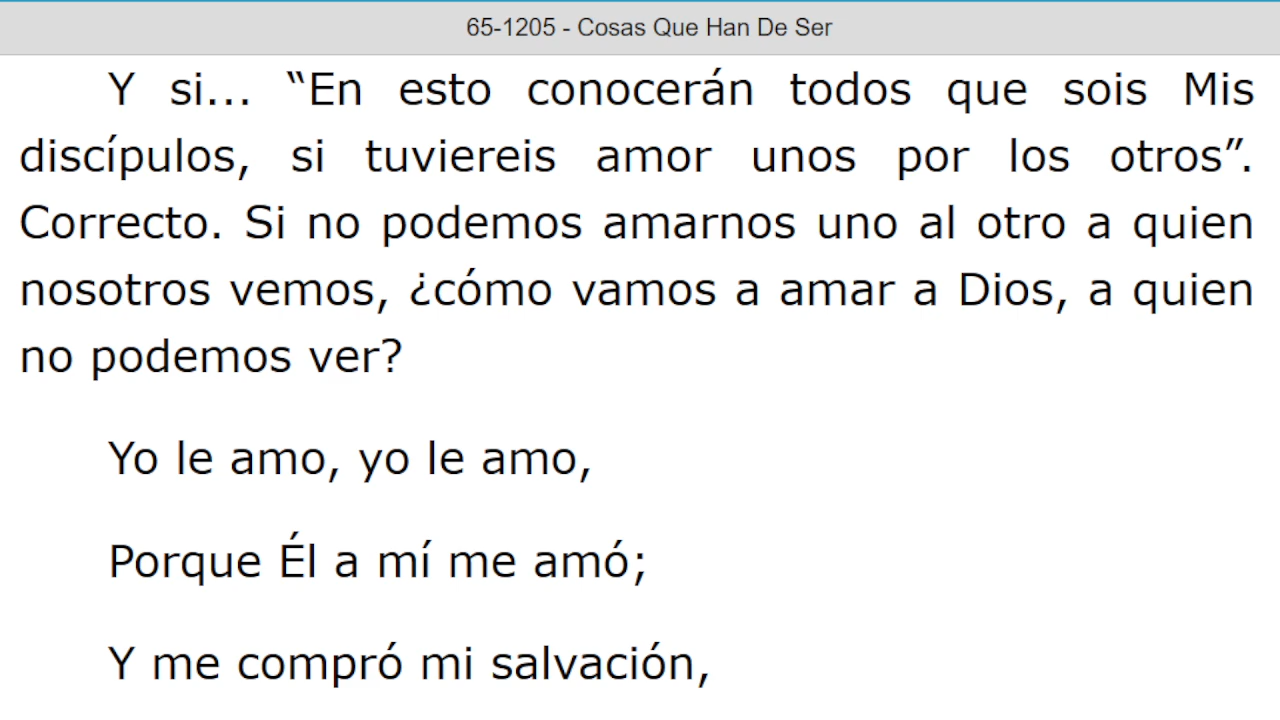 65-1205 - Cosas Que Han De Ser
Y si... “En esto conocerán todos que sois Mis
discípulos, si tuviereis amor unos por los otros”.
Correcto. Si no podemos amarnos uno al otro a quien
nosotros vemos, ¿cómo vamos a amar a Dios, a quien
no podemos ver?
Yo le amo, yo le amo,
Porque Él a mí me amó;
Y me compró mi salvación,